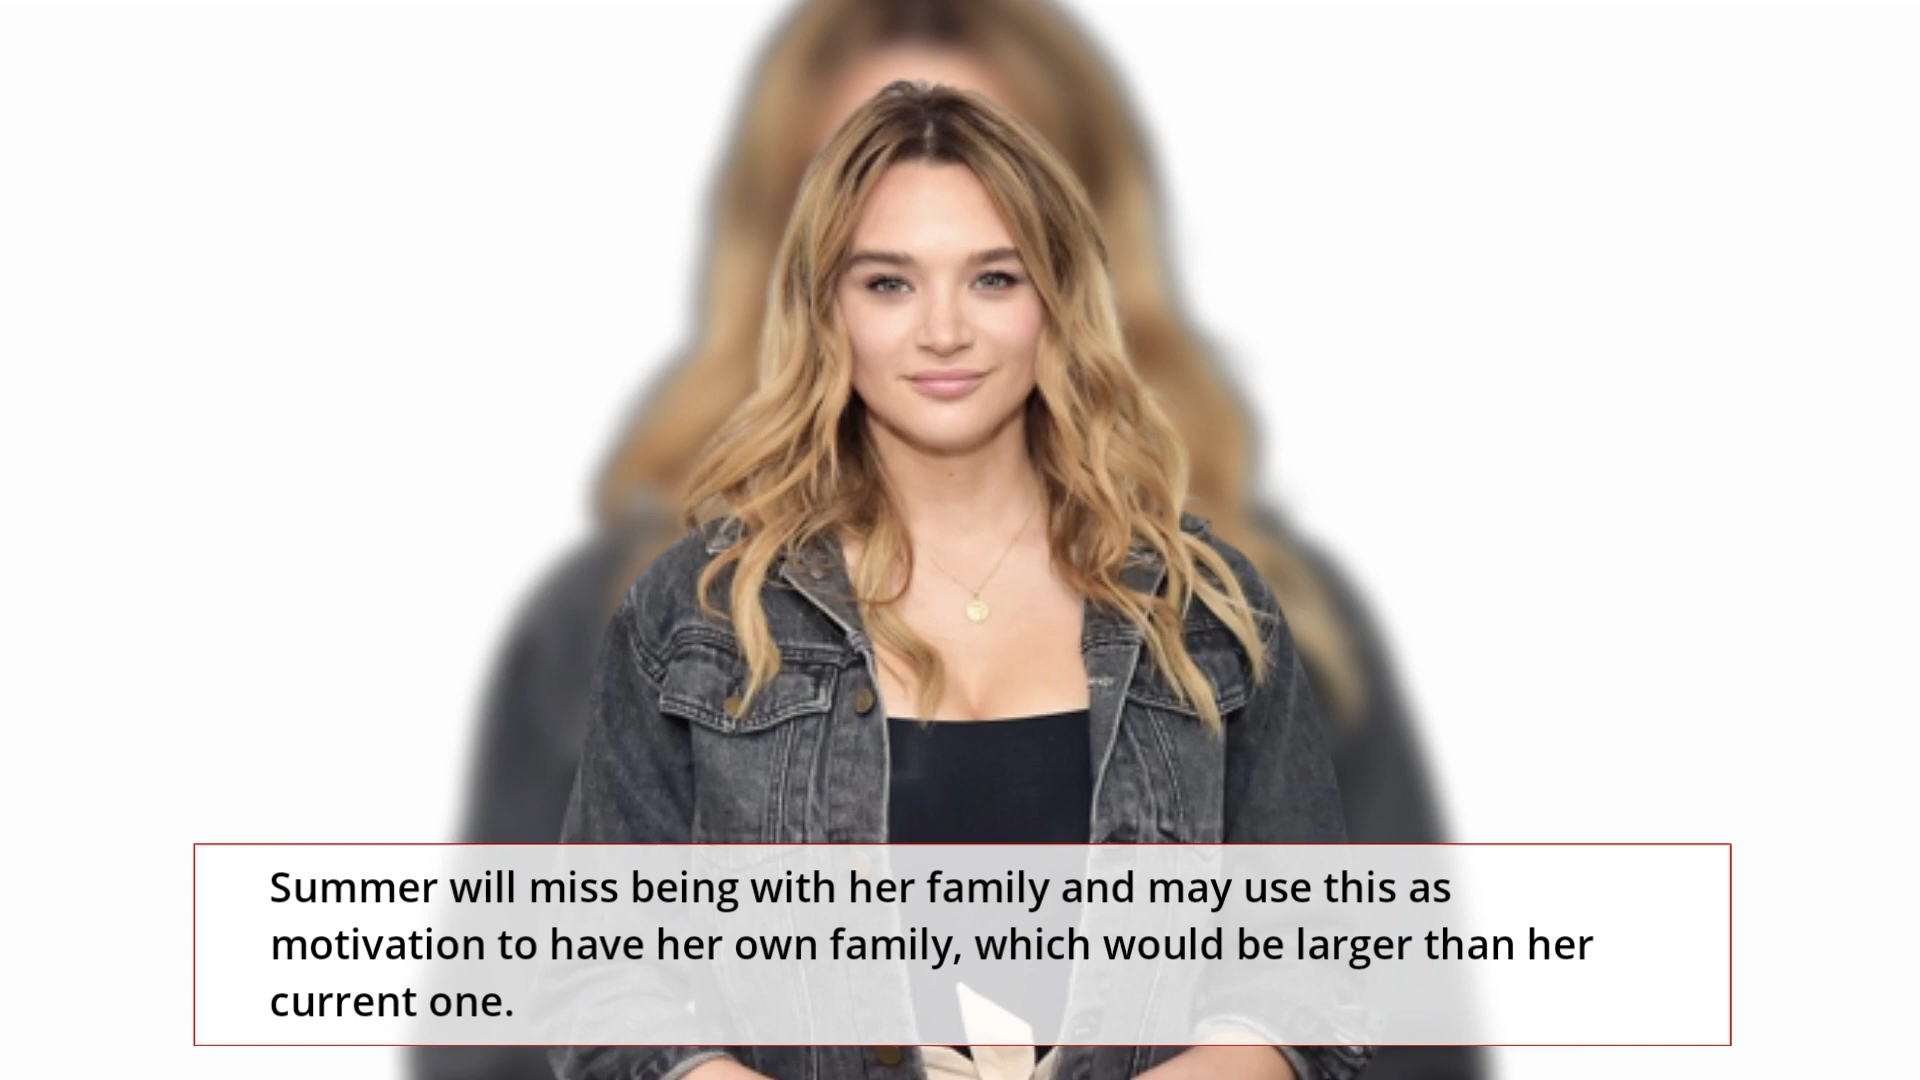 Summer will miss being with her family and may use this as
motivation to have her own family, which would be larger than her
current one.